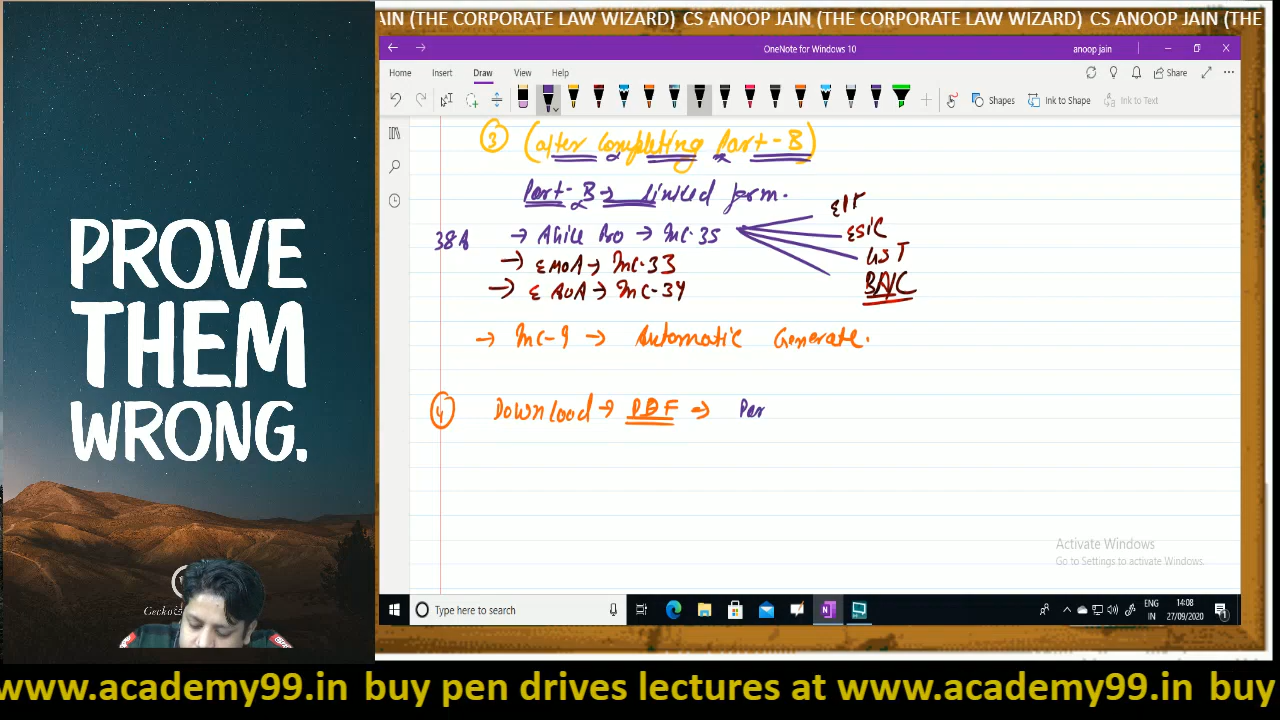 AIN (THE CORPORATE LAW WIZARD) CS ANOOP JAIN (THE CORPORATE LAW WIZARD) CS ANOOP JAIN (THE
OneNote for Windows 10
anoop jain
Home Insert Draw View Help
Share
Shapes Ink to Shape Ink to Text
③ (after completing Part-B)
Part-B → Linked form.
38A → Agile Pro → INC-35
EPF
ESIC
GST
BA/C
→ EMOA → INC-33
→ E AOA → INC-34
→ INC-9 → Automatic Generate.
④ Download → PDF ⇒ Par
PROVE
THEM
WRONG.
Gecko&
Activate Windows
Go to Settings to activate Windows.
Type here to search
ENG
IN
14:08
27/09/2020
www.academy99.in buy pen drives lectures at www.academy99.in buy